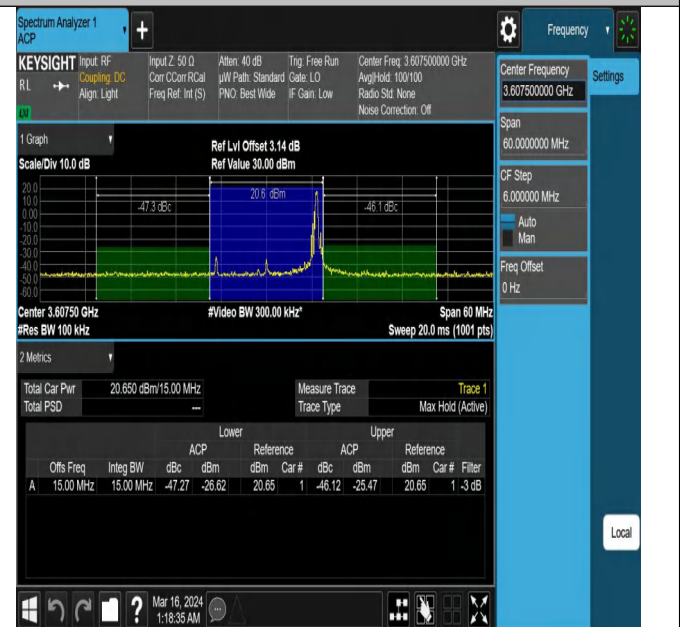 Spectrum Analyzer 1
ACP
Frequency
KEYSIGHT
Input: RF
Coupling: DC
Align: Light
Input Z: 50 Ω
Corr CCorr RCal
Freq Ref: Int (S)
Atten: 40 dB
µW Path: Standard
PNO: Best Wide
Trig: Free Run
Gate: LO
IF Gain: Low
Center Freq: 3.607500000 GHz
Avg|Hold: 100/100
Radio Std: None
Noise Correction: Off
R L
Center Frequency
3.607500000 GHz
Settings
Span
60.0000000 MHz
CF Step
6.000000 MHz
Auto
Man
Freq Offset
0 Hz
1 Graph
Scale/Div 10.0 dB
Ref Lvl Offset 3.14 dB
Ref Value 30.00 dBm
20.0
10.0
0.00
-10.0
-20.0
-30.0
-40.0
-50.0
-60.0
-47.3 dBc
20.6 dBm
-46.1 dBc
Center 3.60750 GHz
#Video BW 300.00 kHz*
Span 60 MHz
#Res BW 100 kHz
Sweep 20.0 ms (1001 pts)
2 Metrics
Total Car Pwr 20.650 dBm/15.00 MHz
Measure Trace Trace 1
Total PSD ---
Trace Type Max Hold (Active)
Lower Upper
ACP Reference ACP Reference
Offs Freq Integ BW dBc dBm dBm Car # dBc dBm dBm Car # Filter
A 15.00 MHz 15.00 MHz -47.27 -26.62 20.65 1 -46.12 -25.47 20.65 1 -3 dB
Local
?
Mar 16, 2024
1:18:35 AM